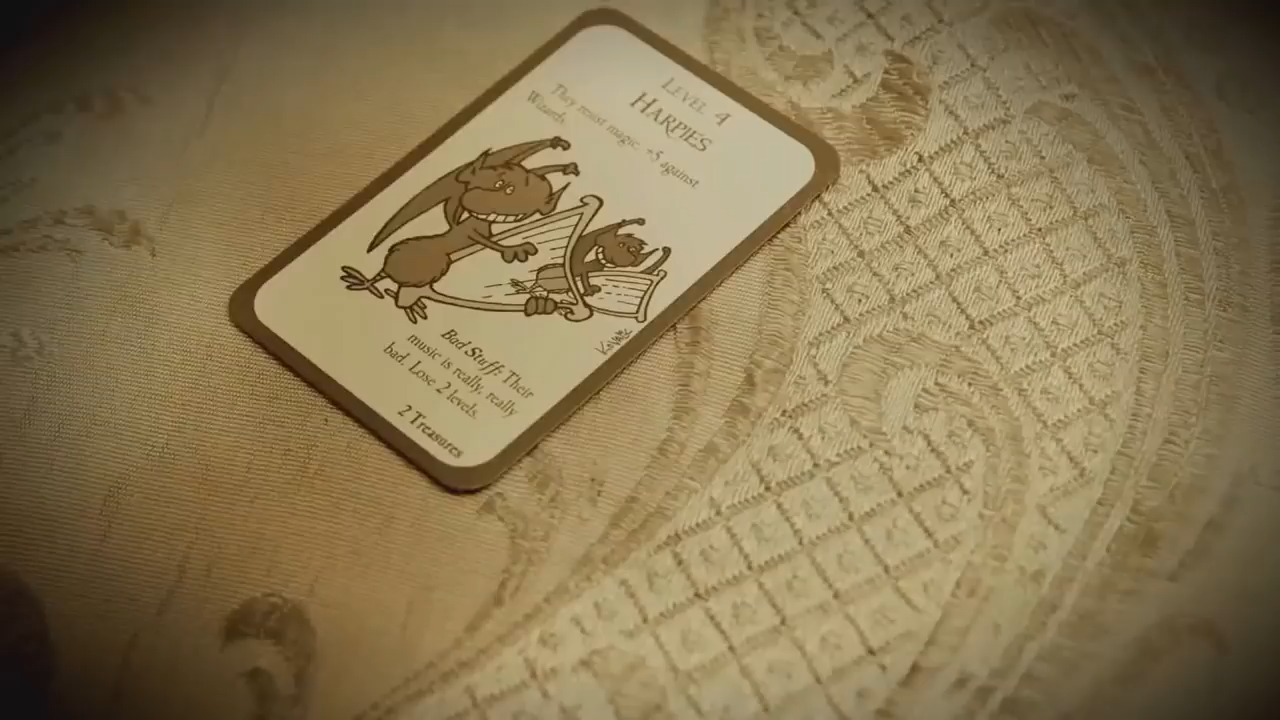 LEVEL 4
HARPIES
They resist magic. +5 against
Wizards.
Kovalic
Bad Stuff: Their
music is really, really
bad. Lose 2 levels.
2 Treasures